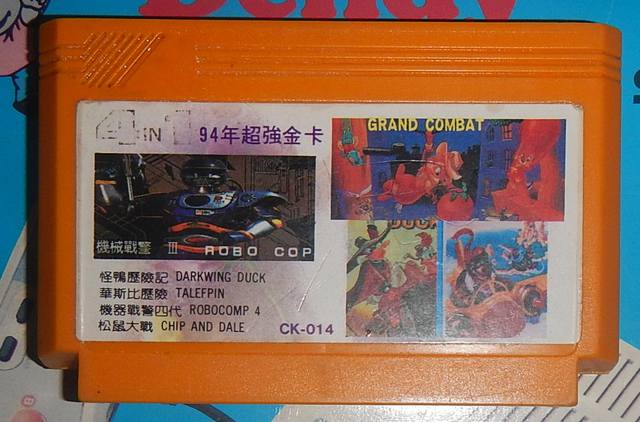 Dendy
4 IN 1
94年超強金卡
GRAND COMBAT
機械戰警 III ROBO COP
DUCK
怪鴨歷險記 DARKWING DUCK
華斯比歷險 TALEFPIN
機器戰警四代 ROBOCOMP 4
松鼠大戰 CHIP AND DALE
CK-014